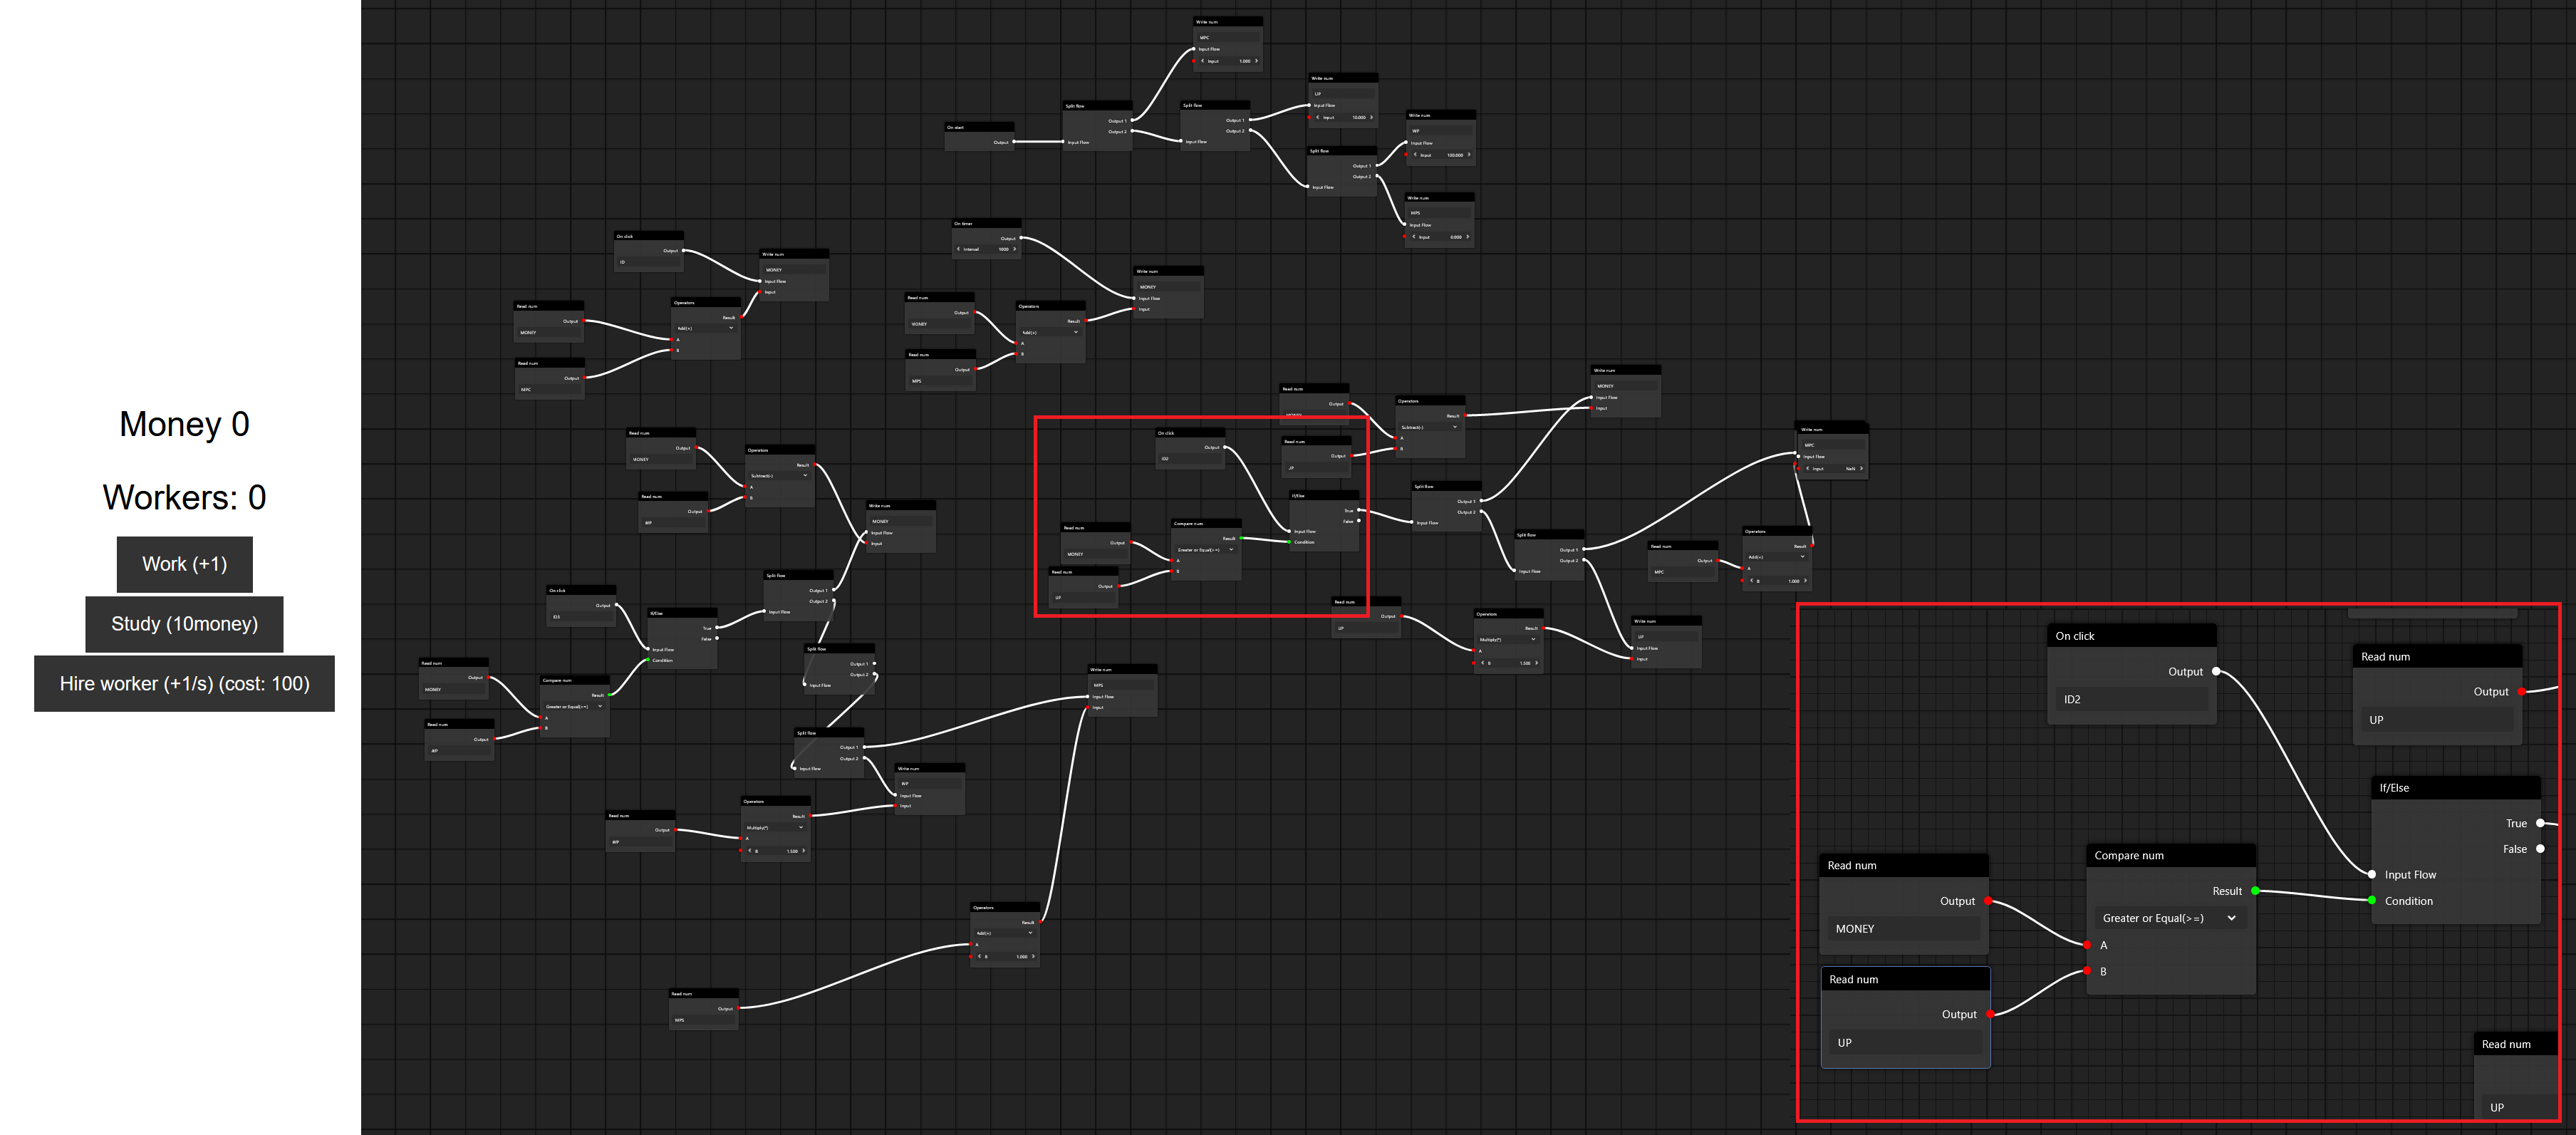 Money 0
Workers: 0
Work (+1)
Study (10money)
Hire worker (+1/s) (cost: 100)
Write num
MPC
Input Flow
Input 1.000
Write num
UP
Input Flow
Input 10.000
Write num
WP
Input Flow
Input 100.000
Split flow
Output 1
Output 2
Input Flow
Split flow
Output 1
Output 2
Input Flow
On start
Output
Split flow
Output 1
Output 2
Input Flow
Write num
MPS
Input Flow
Input 0.000
On timer
Output
Interval 1000
On click
Output
ID
Write num
MONEY
Input Flow
Input
Read num
Output
MONEY
Operators
Result
Add(+)
A
B
Read num
Output
MPC
Write num
MONEY
Input Flow
Input
Read num
Output
MONEY
Operators
Result
Add(+)
A
B
Read num
Output
MPS
Write num
MONEY
Input Flow
Input
Read num
Output
Operators
Result
Subtract(-)
A
B
Read num
Output
UP
On click
Output
ID2
If/Else
True
False
Input Flow
Condition
Read num
Output
MONEY
Read num
Output
UP
Compare num
Result
Greater or Equal(>=)
A
B
Split flow
Output 1
Output 2
Input Flow
Split flow
Output 1
Output 2
Input Flow
Write num
MPC
Input Flow
Input NaN
Read num
Output
MPC
Operators
Result
Add(+)
A
B 1.000
Read num
Output
UP
Operators
Result
Multiply(*)
A
B 1.500
Write num
UP
Input Flow
Input
Read num
Output
MONEY
Operators
Result
Subtract(-)
A
B
Read num
Output
WP
Write num
MONEY
Input Flow
Input
Split flow
Output 1
Output 2
Input Flow
On click
Output
If/Else
True
False
Input Flow
Condition
Read num
Output
MONEY
Compare num
Result
Greater or Equal(>=)
A
B
Read num
Output
WP
Split flow
Output 1
Output 2
Input Flow
Split flow
Output 1
Output 2
Input Flow
Write num
MPS
Input Flow
Input
Write num
WP
Input Flow
Input
Read num
Output
WP
Operators
Result
Multiply(*)
A
B 1.500
Operators
Result
Add(+)
A
B 1.000
Read num
Output
MPS
On click
Output
ID2
Read num
Output
UP
If/Else
True
False
Input Flow
Condition
Read num
Output
MONEY
Compare num
Result
Greater or Equal(>=)
A
B
Read num
Output
UP
Read num
UP